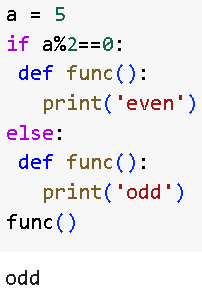 a = 5
if a%2==0:
 def func():
   print('even')
else:
 def func():
   print('odd')
func()
odd